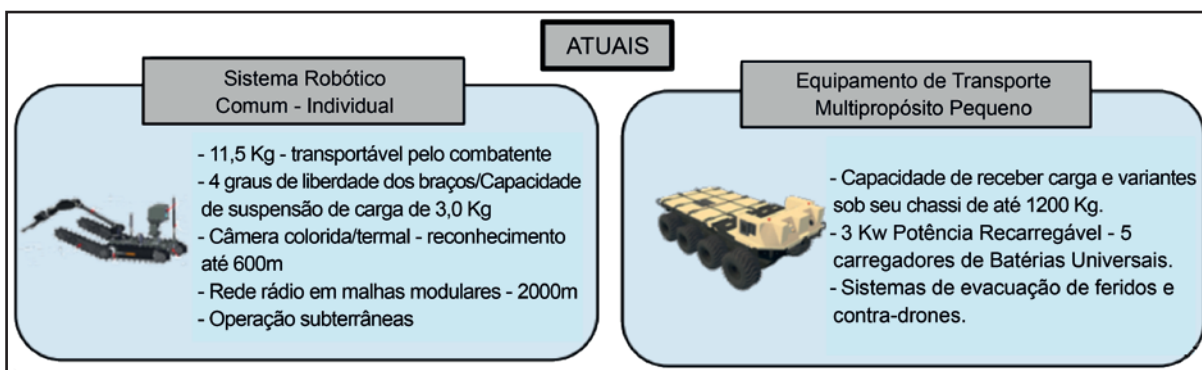 ATUAIS
Sistema Robótico
Comum - Individual
- 11,5 Kg - transportável pelo combatente
- 4 graus de liberdade dos braços/Capacidade
de suspensão de carga de 3,0 Kg
- Câmera colorida/termal - reconhecimento
até 600m
- Rede rádio em malhas modulares - 2000m
- Operação subterrâneas
Equipamento de Transporte
Multipropósito Pequeno
- Capacidade de receber carga e variantes
sob seu chassi de até 1200 Kg.
- 3 Kw Potência Recarregável - 5
carregadores de Batérias Universais.
- Sistemas de evacuação de feridos e
contra-drones.